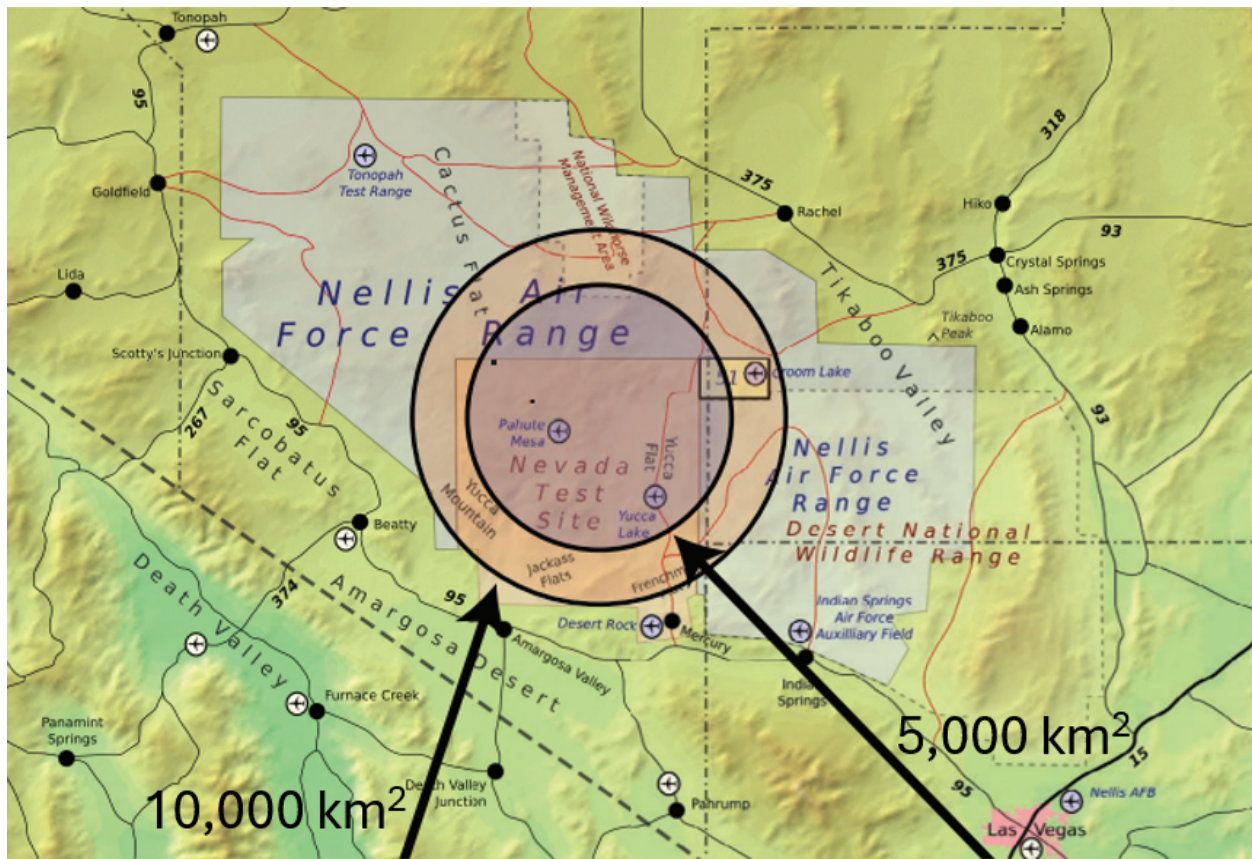 Tonopah
95
318
Tonopah
Test Range
Cactus Flat
National Wild Horse
Management Area
375
Goldfield
Rachel
Hiko
93
375
Crystal Springs
Ash Springs
Lida
Nellis Air
Force Range
Tikaboo
Peak
Alamo
Tikaboo Valley
Scotty's Junction
51
Groom Lake
267
95
Sarcobatus
Flat
93
Pahute
Mesa
Yucca
Flat
Nevada
Test
Site
Nellis
Air Force
Range
Yucca
Mountain
Yucca
Lake
Beatty
Desert National
Wildlife Range
Jackass
Flats
Death Valley
374
Amargosa Desert
95
Indian Springs
Air Force
Auxilliary Field
Desert Rock
Mercury
Amargosa Valley
Indian
Springs
Furnace Creek
Panamint
Springs
5,000 km²
15
Death Valley
Junction
10,000 km²
Pahrump
95
Nellis AFB
Las Vegas